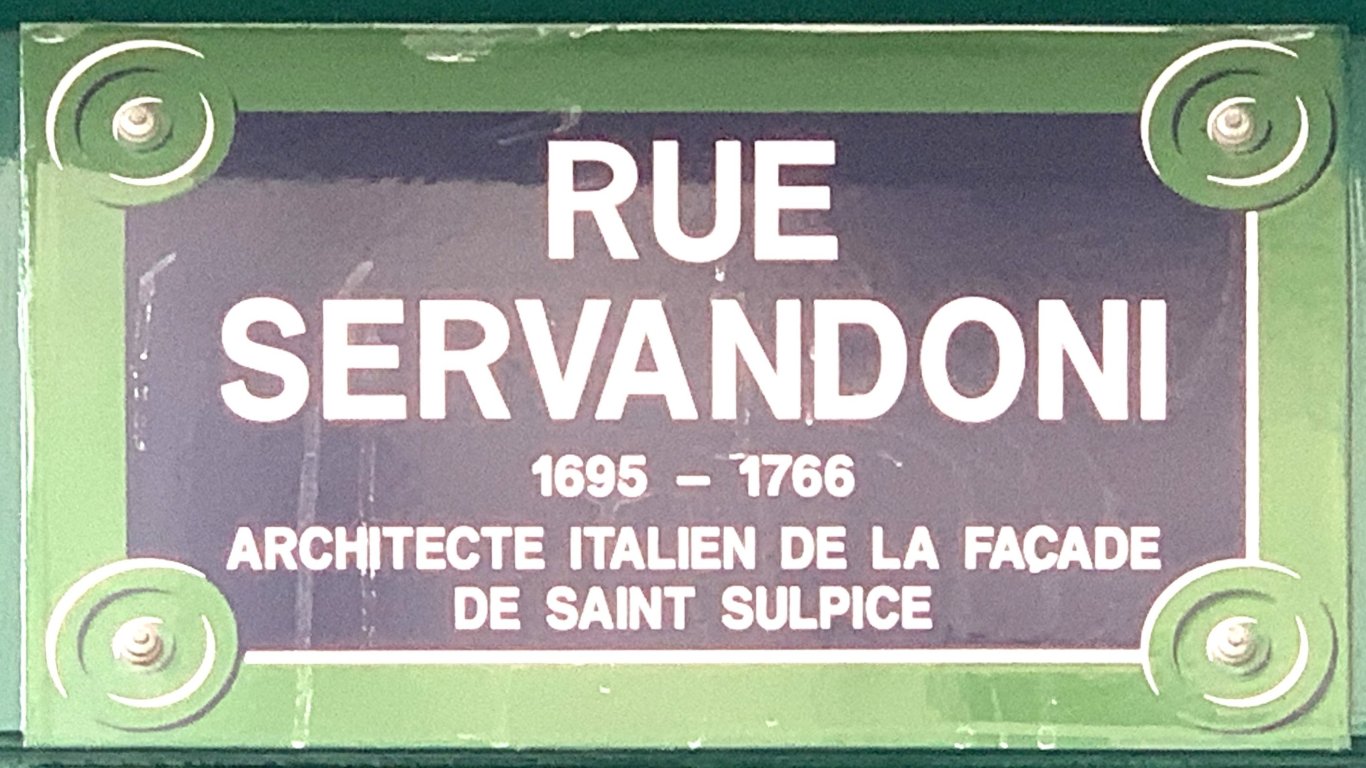 RUE
SERVANDONI
1695 – 1766
ARCHITECTE ITALIEN DE LA FAÇADE
DE SAINT SULPICE